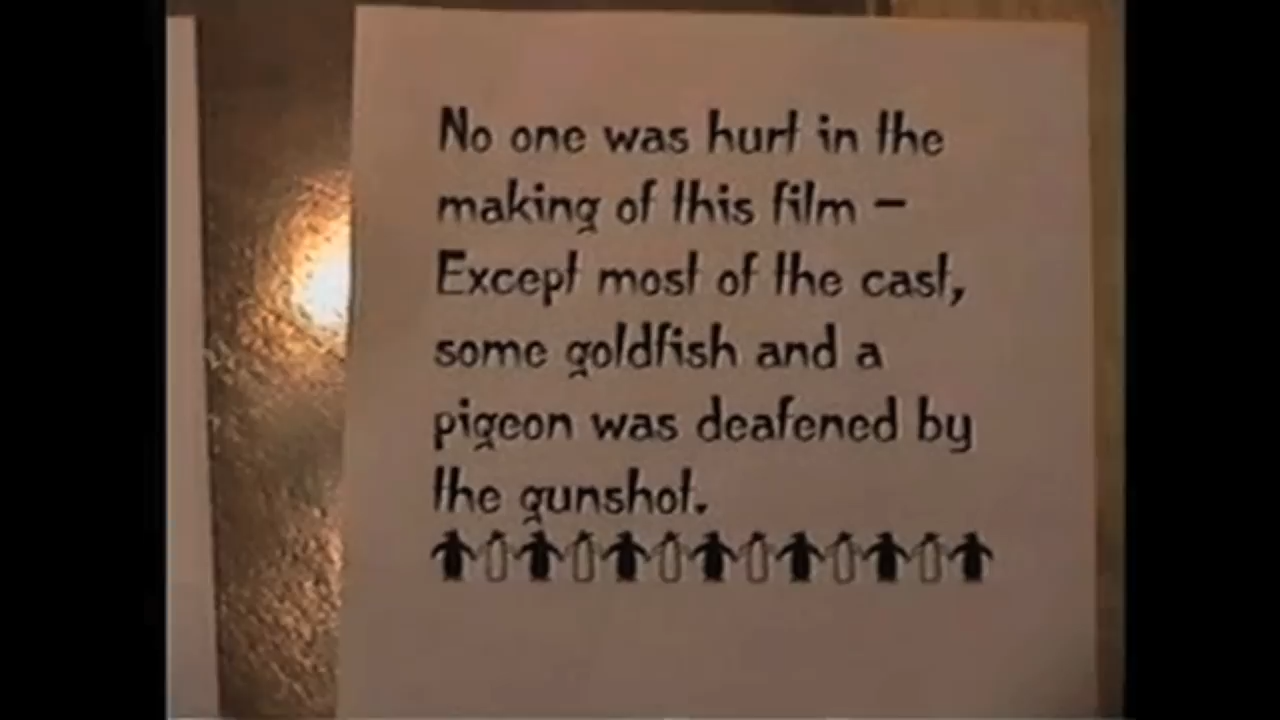 No one was hurt in the
making of this film –
Except most of the cast,
some goldfish and a
pigeon was deafened by
the gunshot.